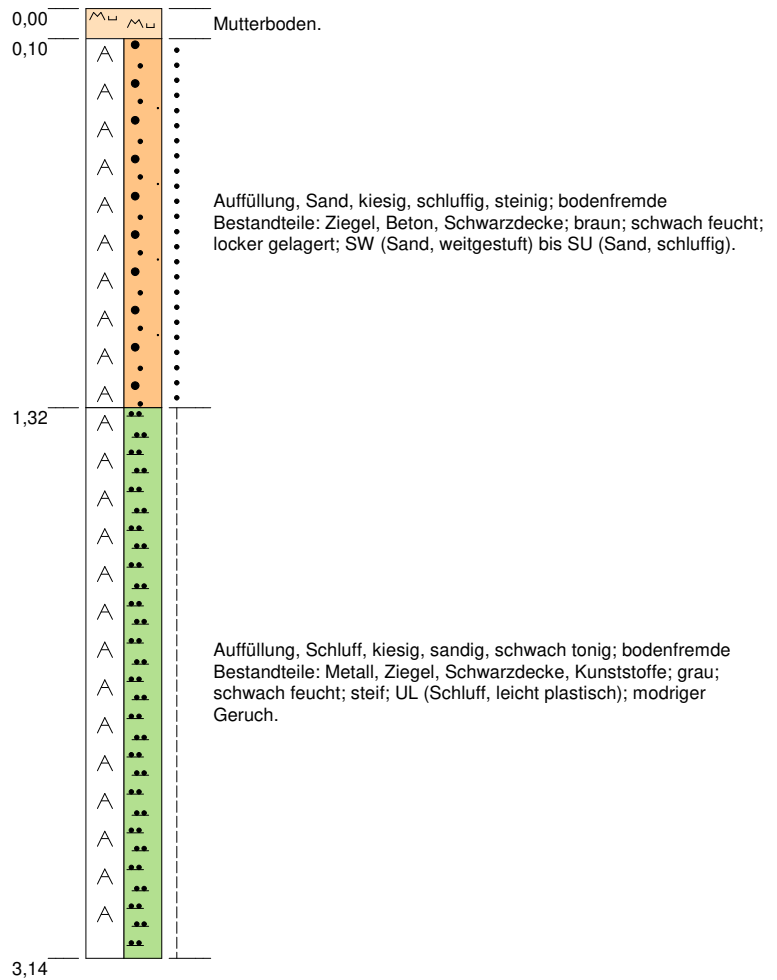 0,00
Mutterboden.
0,10
Auffüllung, Sand, kiesig, schluffig, steinig; bodenfremde
Bestandteile: Ziegel, Beton, Schwarzdecke; braun; schwach feucht;
locker gelagert; SW (Sand, weitgestuft) bis SU (Sand, schluffig).
1,32
Auffüllung, Schluff, kiesig, sandig, schwach tonig; bodenfremde
Bestandteile: Metall, Ziegel, Schwarzdecke, Kunststoffe; grau;
schwach feucht; steif; UL (Schluff, leicht plastisch); modriger
Geruch.
3,14